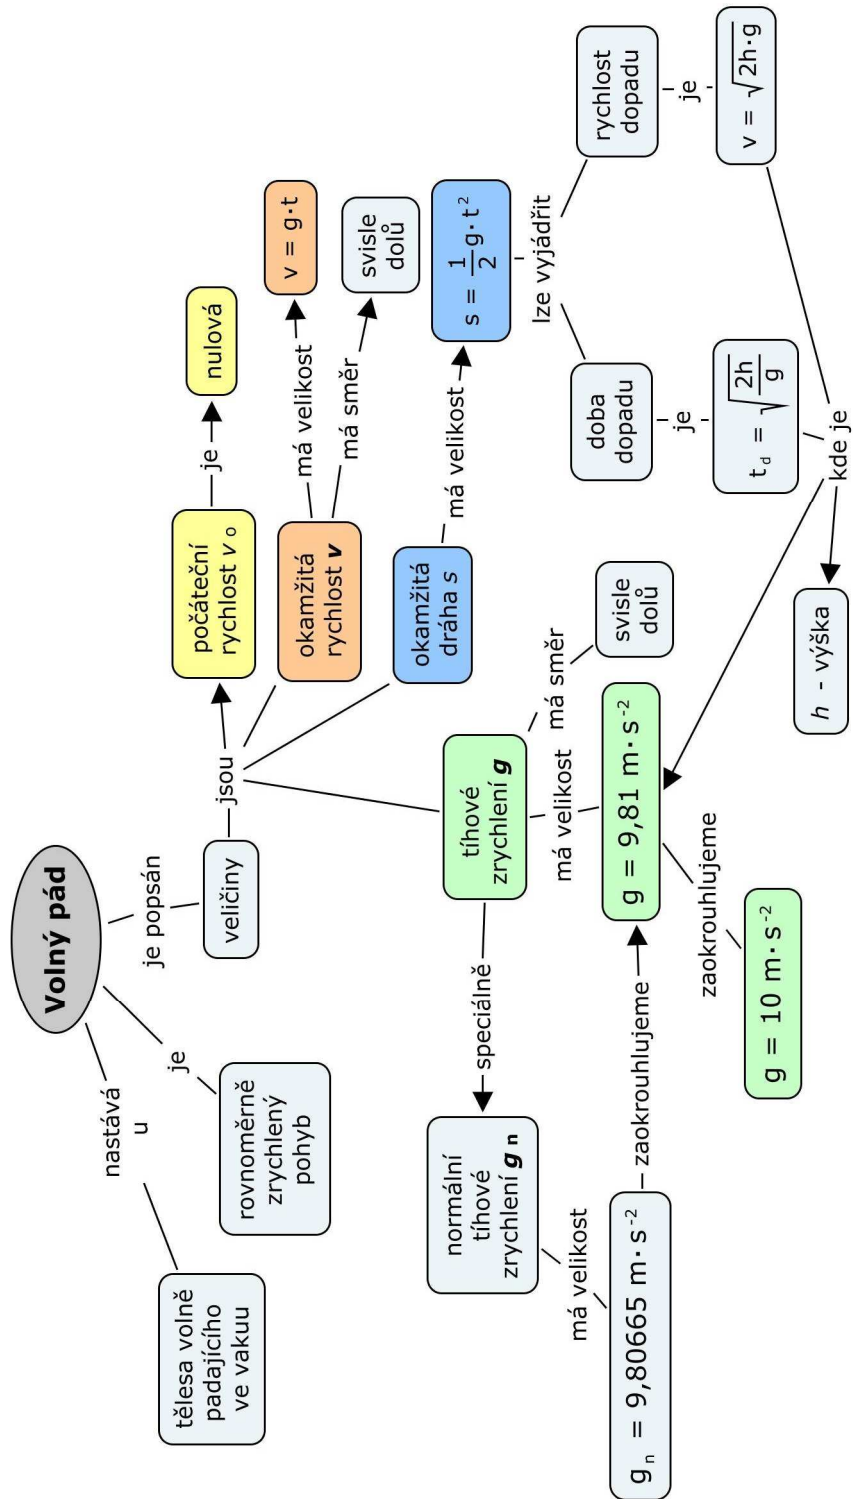 Volný pád
nastává
u
tělesa volně
padajícího
ve vakuu
je
rovnoměrně
zrychlený
pohyb
je popsán
veličiny
jsou
počáteční
rychlost v₀
je
nulová
okamžitá
rychlost v
má velikost
v = g·t
má směr
svisle
dolů
okamžitá
dráha s
má velikost
s = 1/2 g·t²
lze vyjádřit
doba
dopadu
je
t_d = √(2h/g)
rychlost
dopadu
je
v = √(2h·g)
kde je
h - výška
tíhové
zrychlení g
má směr
svisle
dolů
má velikost
g = 9,81 m·s⁻²
zaokrouhlujeme
g = 10 m·s⁻²
speciálně
normální
tíhové
zrychlení gₙ
má velikost
gₙ = 9,80665 m·s⁻²
zaokrouhlujeme